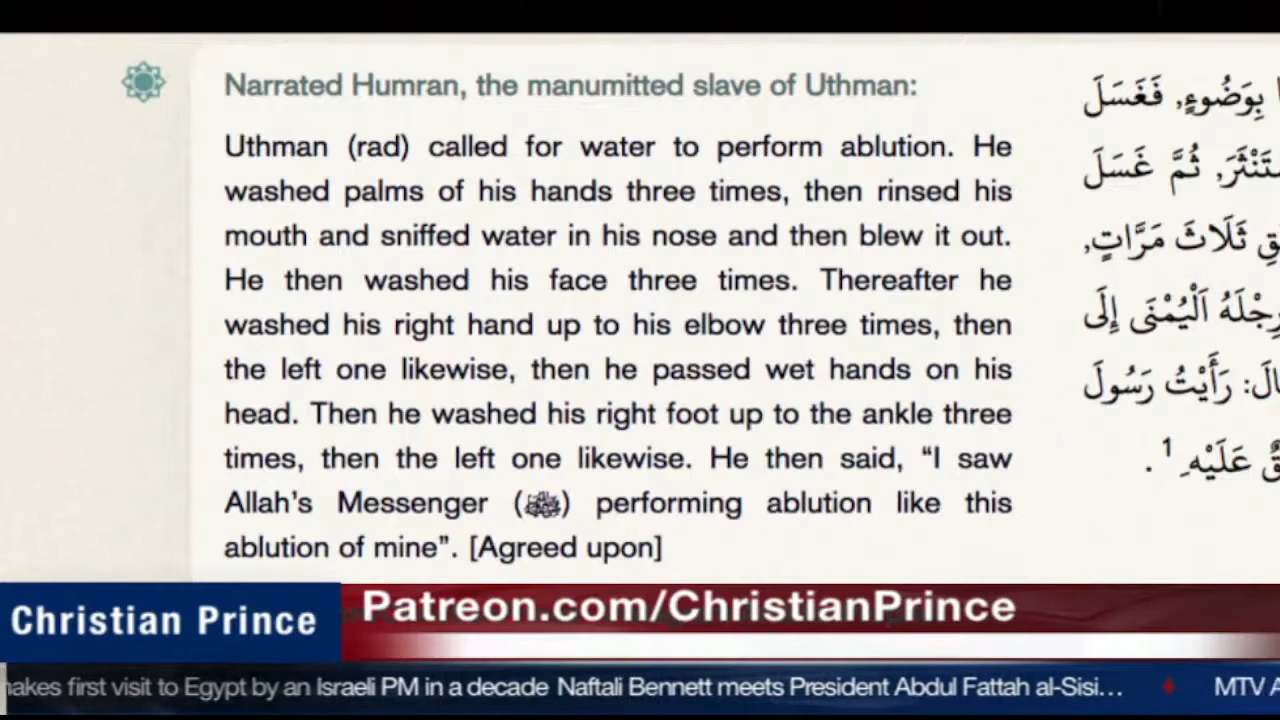 Narrated Humran, the manumitted slave of Uthman:
Uthman (rad) called for water to perform ablution. He
washed palms of his hands three times, then rinsed his
mouth and sniffed water in his nose and then blew it out.
He then washed his face three times. Thereafter he
washed his right hand up to his elbow three times, then
the left one likewise, then he passed wet hands on his
head. Then he washed his right foot up to the ankle three
times, then the left one likewise. He then said, “I saw
Allah’s Messenger (ﷺ) performing ablution like this
ablution of mine”. [Agreed upon]
بِوَضُوءٍ, فَغَسَلَ
ثُمَّ غَسَلَ
ثَلَاثَ مَرَّاتٍ,
اَلْيُمْنَى إِلَى
رَأَيْتُ رَسُولَ
عَلَيْهِ 1 .
Christian Prince
Patreon.com/ChristianPrince
makes first visit to Egypt by an Israeli PM in a decade Naftali Bennett meets President Abdul Fattah al-Sisi… MTV